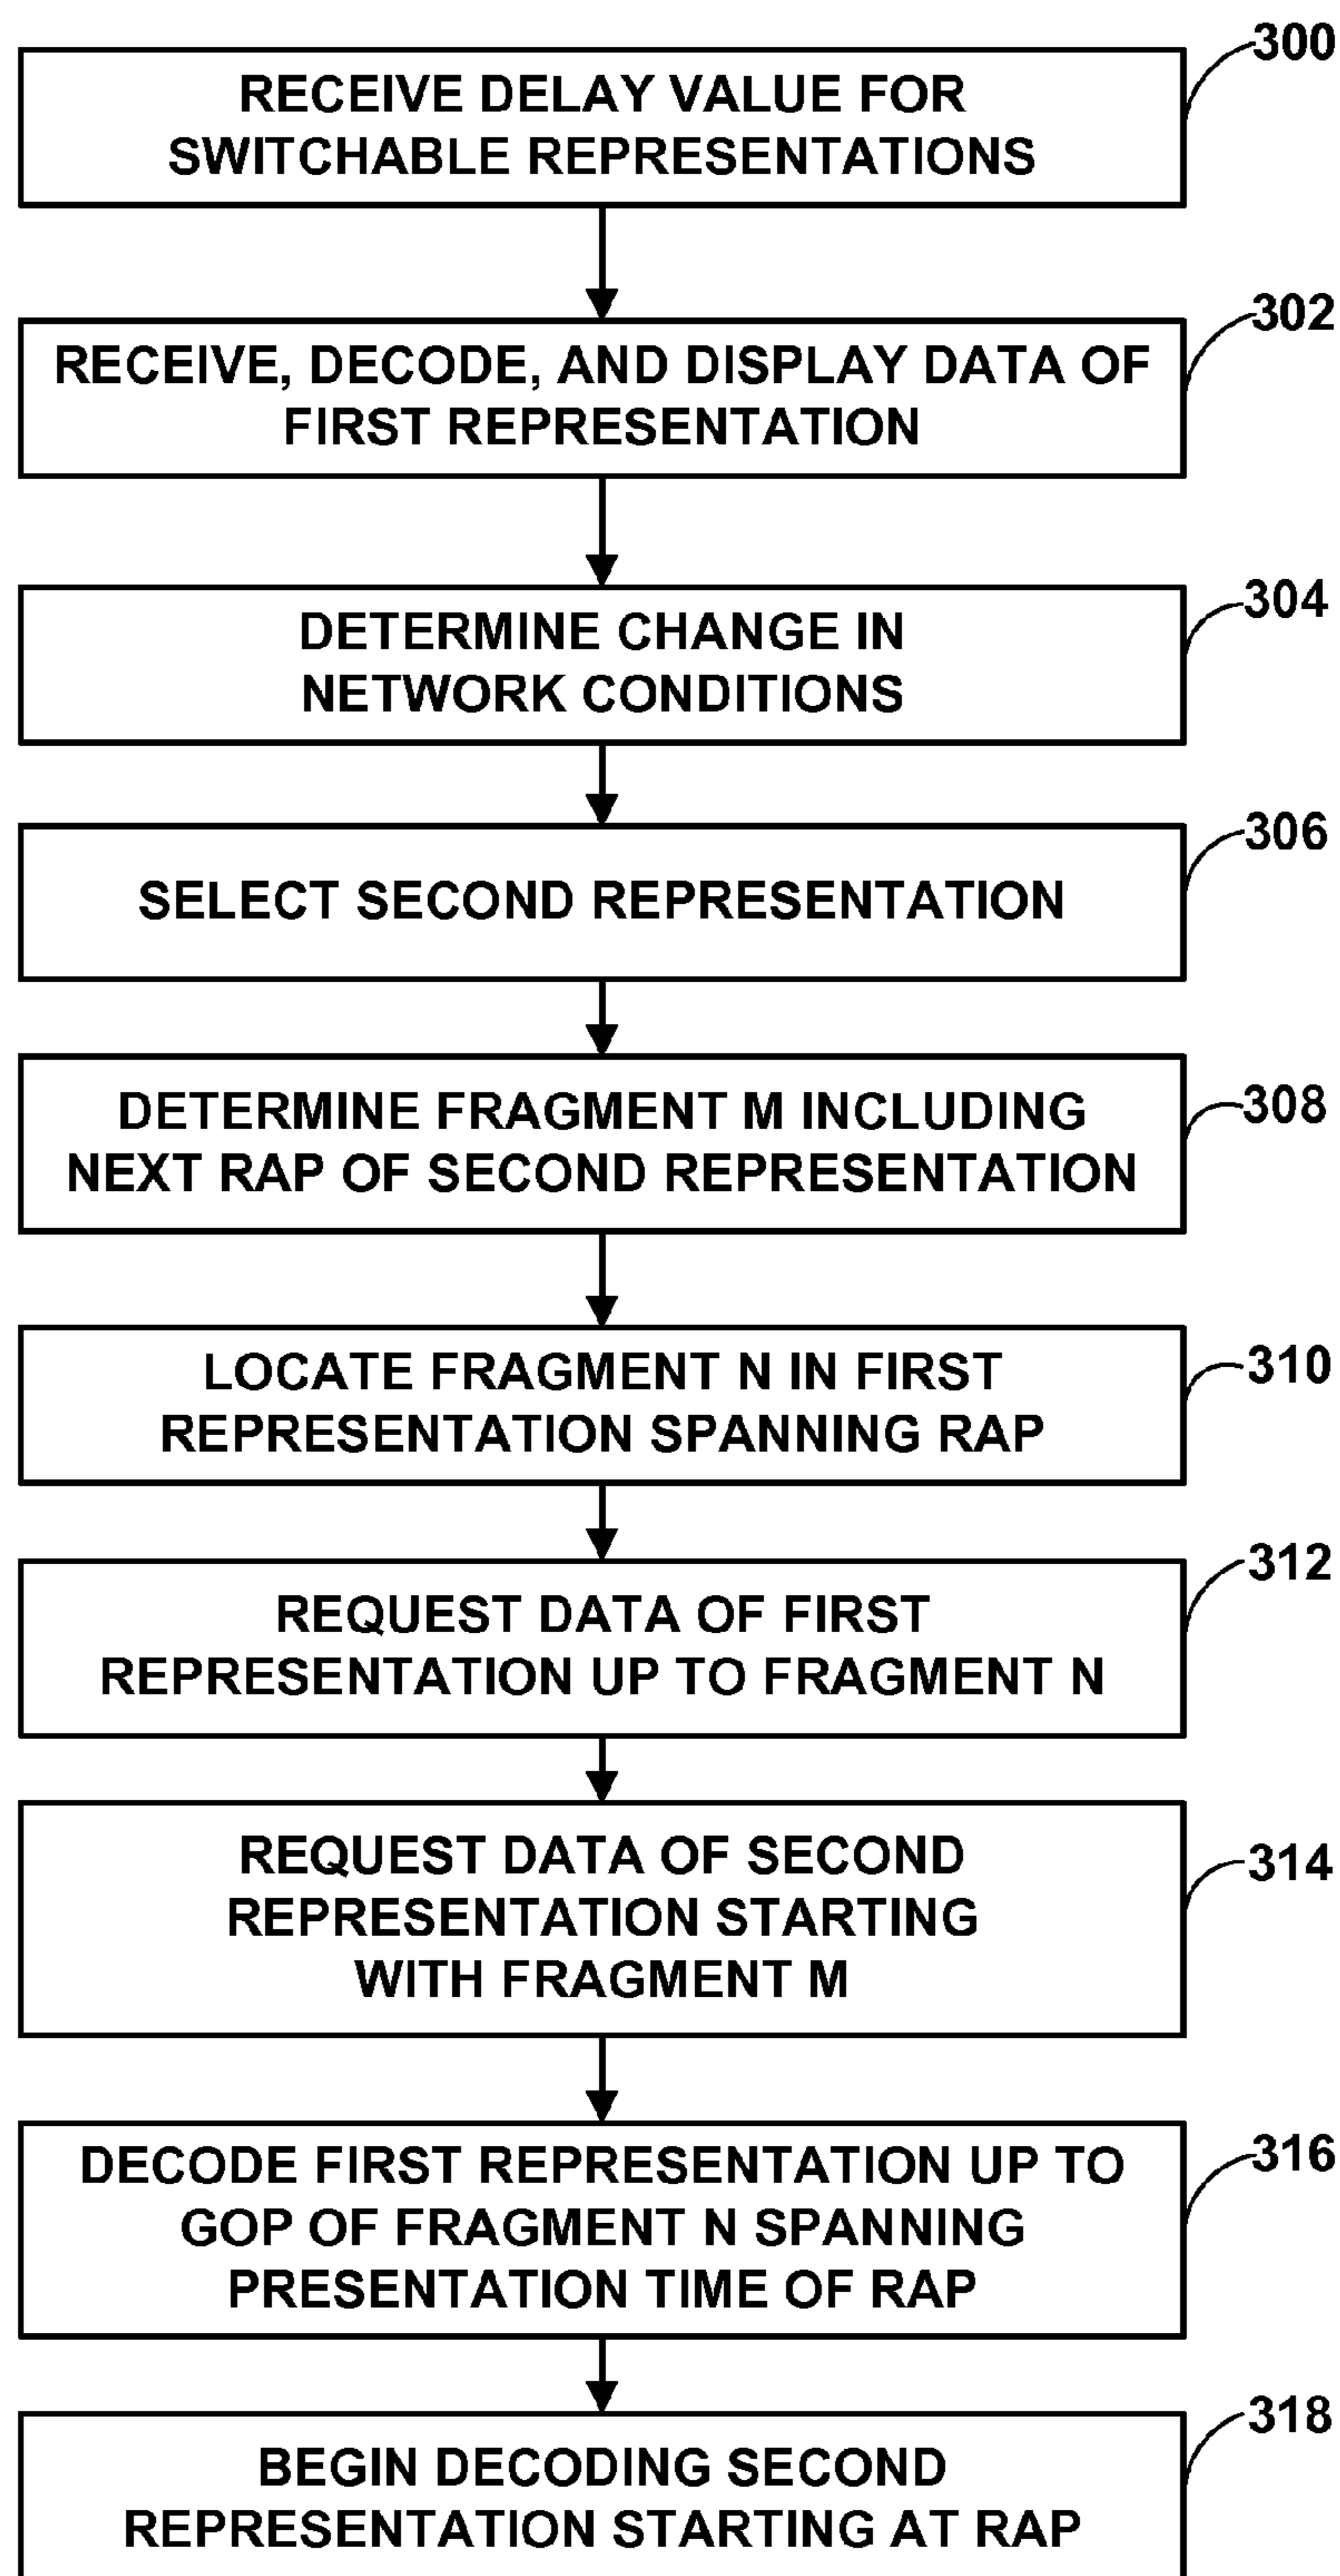 300
RECEIVE DELAY VALUE FOR
SWITCHABLE REPRESENTATIONS
302
RECEIVE, DECODE, AND DISPLAY DATA OF
FIRST REPRESENTATION
304
DETERMINE CHANGE IN
NETWORK CONDITIONS
306
SELECT SECOND REPRESENTATION
308
DETERMINE FRAGMENT M INCLUDING
NEXT RAP OF SECOND REPRESENTATION
310
LOCATE FRAGMENT N IN FIRST
REPRESENTATION SPANNING RAP
312
REQUEST DATA OF FIRST
REPRESENTATION UP TO FRAGMENT N
314
REQUEST DATA OF SECOND
REPRESENTATION STARTING
WITH FRAGMENT M
316
DECODE FIRST REPRESENTATION UP TO
GOP OF FRAGMENT N SPANNING
PRESENTATION TIME OF RAP
318
BEGIN DECODING SECOND
REPRESENTATION STARTING AT RAP